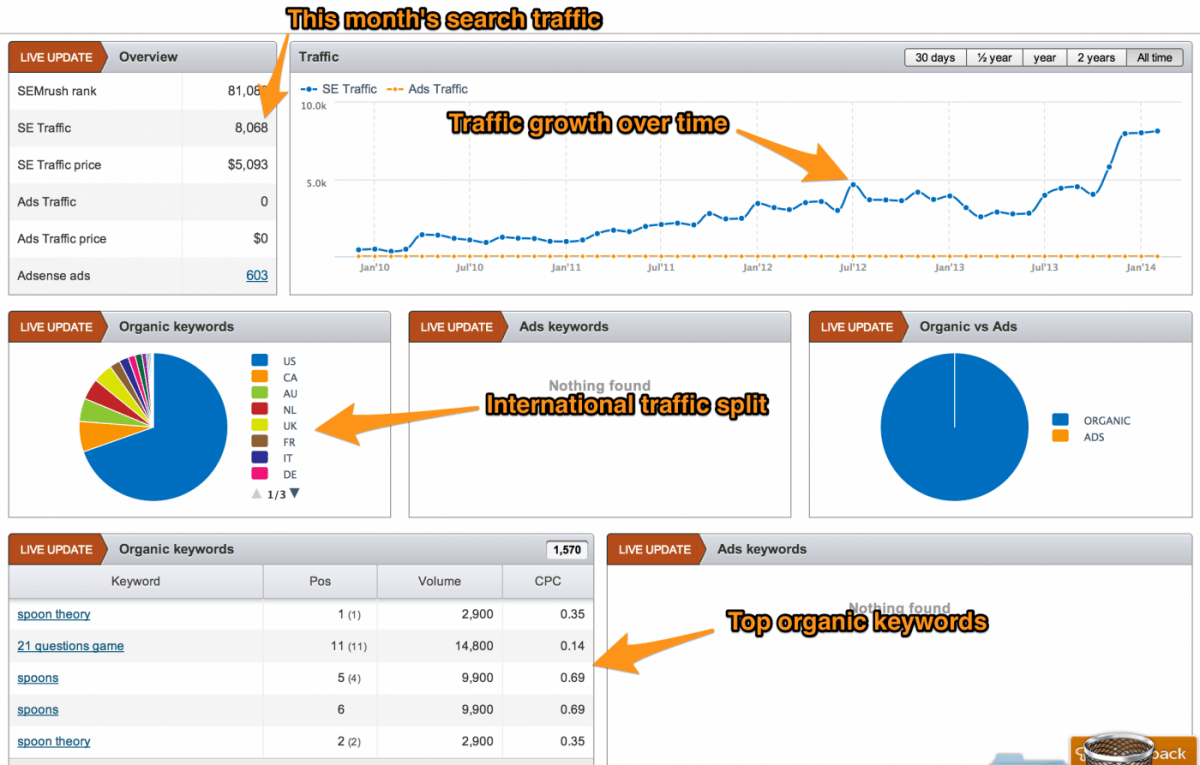 This month's search traffic
LIVE UPDATE Overview
SEMrush rank
SE Traffic 8,068
SE Traffic price $5,093
Ads Traffic 0
Ads Traffic price $0
Adsense ads 603
Traffic 30 days ½ year year 2 years All time
SE Traffic Ads Traffic
10.0k
Traffic growth over time
5.0k
Jan'10 Jul'10 Jan'11 Jul'11 Jan'12 Jul'12 Jan'13 Jul'13 Jan'14
LIVE UPDATE Organic keywords
US
CA
AU
NL
UK
FR
IT
DE
1/3
LIVE UPDATE Ads keywords
Nothing found
International traffic split
LIVE UPDATE Organic vs Ads
ORGANIC
ADS
LIVE UPDATE Organic keywords 1,570
Keyword Pos Volume CPC
spoon theory 1 (1) 2,900 0.35
21 questions game 11 (11) 14,800 0.14
spoons 5 (4) 9,900 0.69
spoons 6 9,900 0.69
spoon theory 2 (2) 2,900 0.35
LIVE UPDATE Ads keywords
Nothing found
Top organic keywords